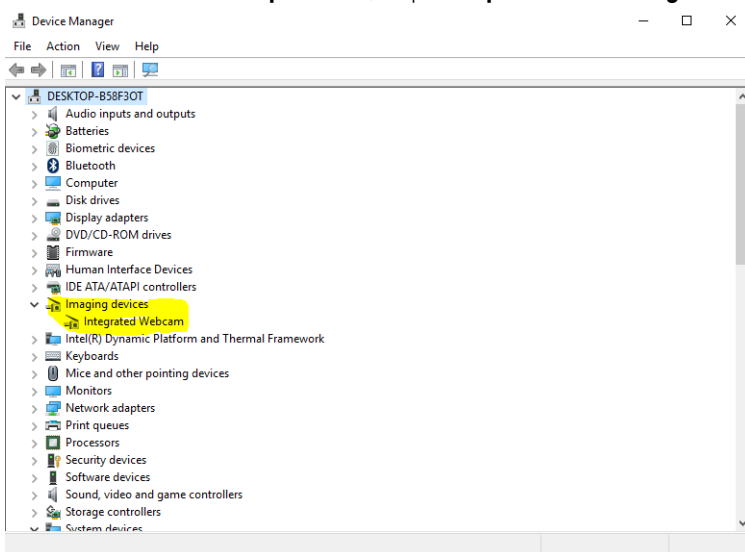 Device Manager
File Action View Help
DESKTOP-B58F3OT
Audio inputs and outputs
Batteries
Biometric devices
Bluetooth
Computer
Disk drives
Display adapters
DVD/CD-ROM drives
Firmware
Human Interface Devices
IDE ATA/ATAPI controllers
Imaging devices
Integrated Webcam
Intel(R) Dynamic Platform and Thermal Framework
Keyboards
Mice and other pointing devices
Monitors
Network adapters
Print queues
Processors
Security devices
Software devices
Sound, video and game controllers
Storage controllers
System devices